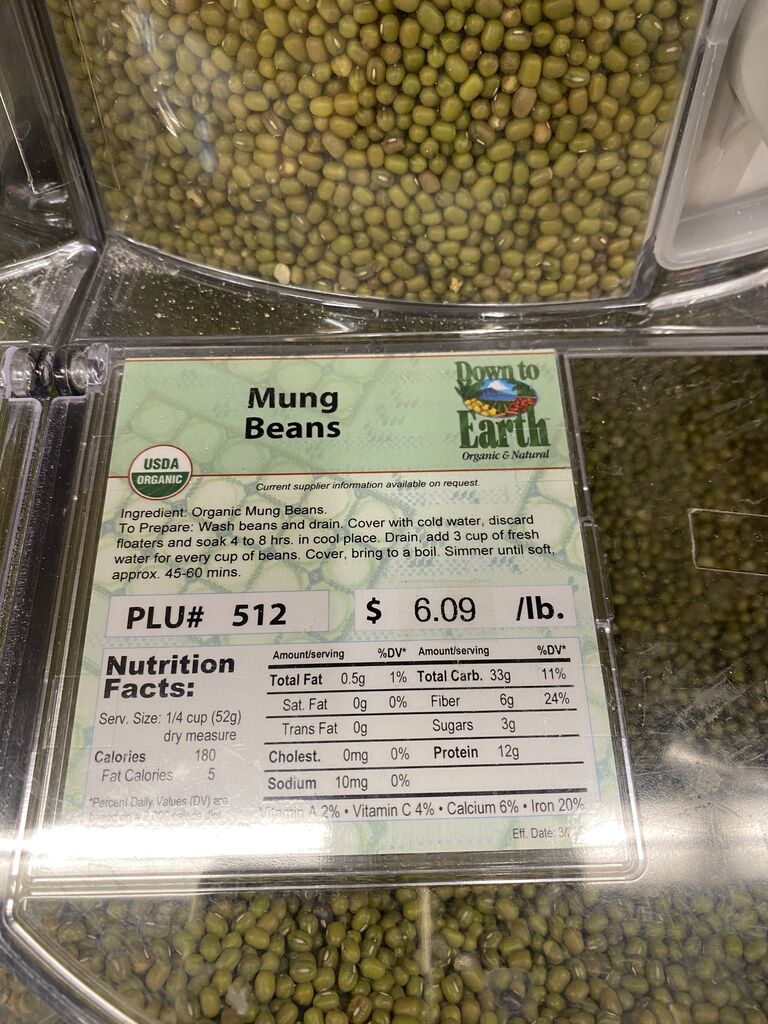 Mung
Beans
Down to
Earth
Organic & Natural
USDA
ORGANIC
Current supplier information available on request
Ingredient: Organic Mung Beans.
To Prepare: Wash beans and drain. Cover with cold water, discard
floaters and soak 4 to 8 hrs. in cool place. Drain, add 3 cup of fresh
water for every cup of beans. Cover, bring to a boil. Simmer until soft,
approx. 45-60 mins.
PLU# 512
$ 6.09 /lb.
Nutrition
Facts:
Serv. Size: 1/4 cup (52g)
dry measure
Calories 180
Fat Calories 5
*Percent Daily Values (DV) are
based on a 2,000 calorie diet
Amount/serving %DV* Amount/serving %DV*
Total Fat 0.5g 1% Total Carb. 33g 11%
Sat. Fat 0g 0% Fiber 6g 24%
Trans Fat 0g Sugars 3g
Cholest. 0mg 0% Protein 12g
Sodium 10mg 0%
Vitamin A 2% • Vitamin C 4% • Calcium 6% • Iron 20%
Eff. Date: